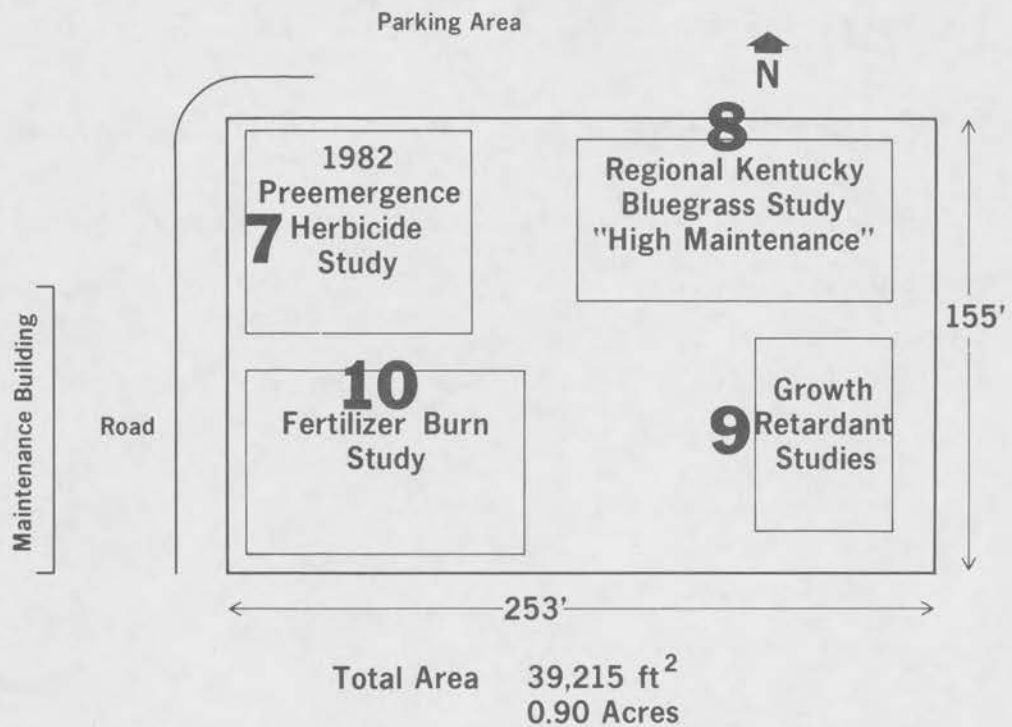 Parking Area
N
8
1982
Preemergence
Herbicide
Study
7
Regional Kentucky
Bluegrass Study
"High Maintenance"
155'
Maintenance Building
Road
10
Fertilizer Burn
Study
9
Growth
Retardant
Studies
253'
Total Area 39,215 ft²
0.90 Acres